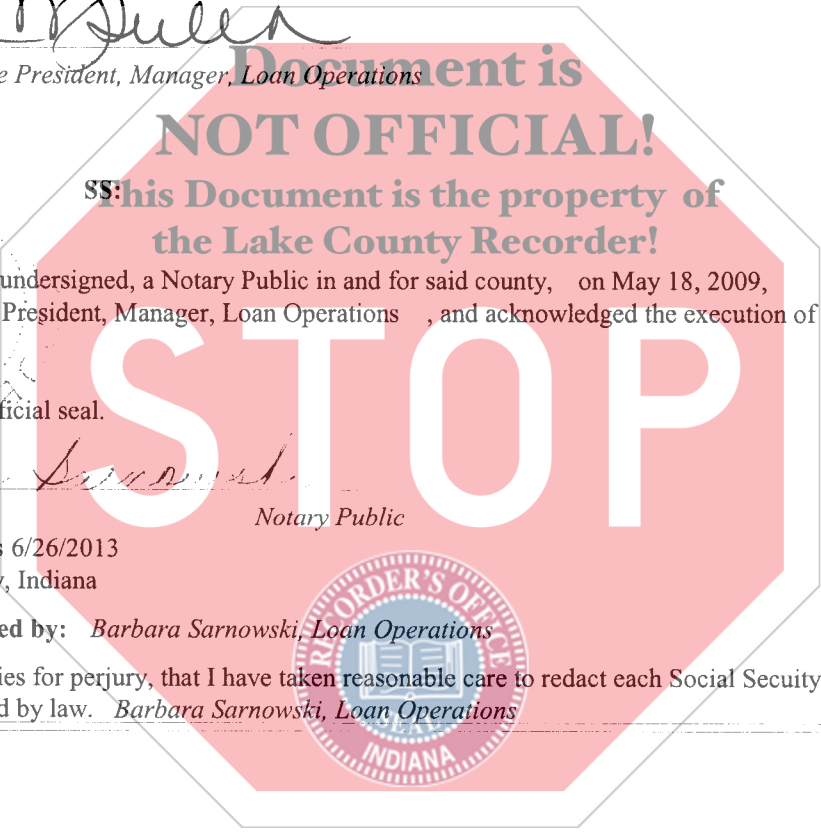 e President, Manager, Loan Operations
Document is
NOT OFFICIAL!
SS:
This Document is the property of
the Lake County Recorder!
undersigned, a Notary Public in and for said county, on May 18, 2009,
President, Manager, Loan Operations , and acknowledged the execution of
STOP
ficial seal.
Sarnowski
Notary Public
s 6/26/2013
y, Indiana
RECORDER'S OFFICE
ed by: Barbara Sarnowski, Loan Operations
ies for perjury, that I have taken reasonable care to redact each Social Secuity
d by law. Barbara Sarnowski, Loan Operations
SEAL
INDIANA